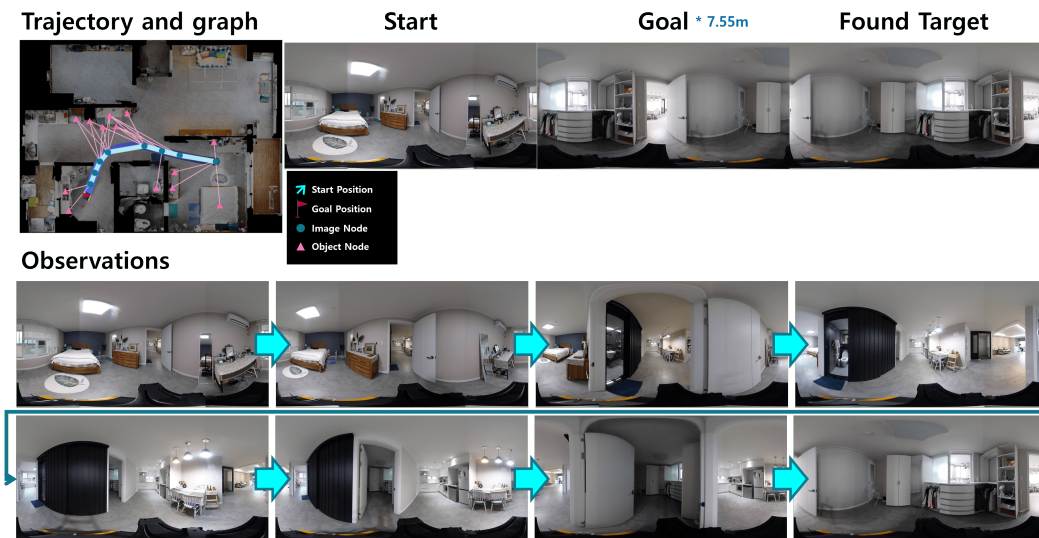 Trajectory and graph
Start
Goal * 7.55m
Found Target
Start Position
Goal Position
Image Node
Object Node
Observations